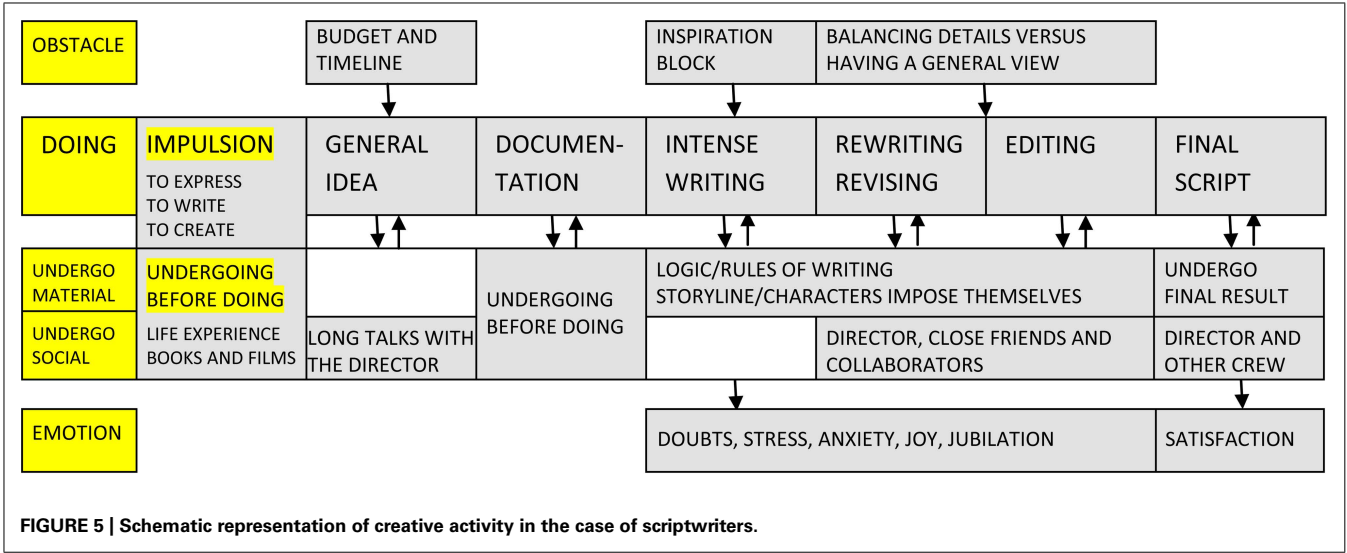 OBSTACLE
BUDGET AND
TIMELINE
INSPIRATION
BLOCK
BALANCING DETAILS VERSUS
HAVING A GENERAL VIEW
DOING
IMPULSION
TO EXPRESS
TO WRITE
TO CREATE
GENERAL
IDEA
DOCUMEN-
TATION
INTENSE
WRITING
REWRITING
REVISING
EDITING
FINAL
SCRIPT
UNDERGO
MATERIAL
UNDERGOING
BEFORE DOING
LIFE EXPERIENCE
BOOKS AND FILMS
UNDERGOING
BEFORE DOING
LOGIC/RULES OF WRITING
STORYLINE/CHARACTERS IMPOSE THEMSELVES
UNDERGO
FINAL RESULT
UNDERGO
SOCIAL
LONG TALKS WITH
THE DIRECTOR
DIRECTOR, CLOSE FRIENDS AND
COLLABORATORS
DIRECTOR AND
OTHER CREW
EMOTION
DOUBTS, STRESS, ANXIETY, JOY, JUBILATION
SATISFACTION
FIGURE 5 | Schematic representation of creative activity in the case of scriptwriters.